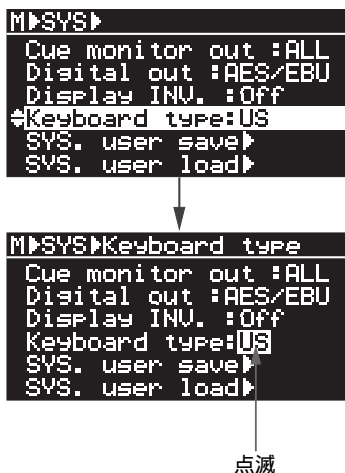 M▶SYS▶
Cue monitor out :ALL
Digital out :AES/EBU
Display INV. :Off
Keyboard type:US
SYS. user save▶
SYS. user load▶
M▶SYS▶Keyboard type
Cue monitor out :ALL
Digital out :AES/EBU
Display INV. :Off
Keyboard type:US
SYS. user save▶
SYS. user load▶
点滅